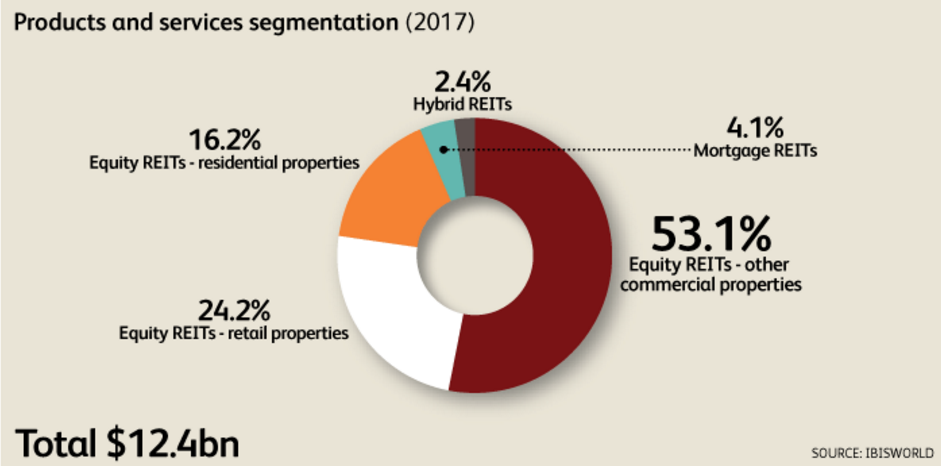 Products and services segmentation (2017)
2.4%
Hybrid REITs
16.2%
Equity REITs - residential properties
4.1%
Mortgage REITs
53.1%
Equity REITs - other
commercial properties
24.2%
Equity REITs - retail properties
Total $12.4bn
SOURCE: IBISWORLD